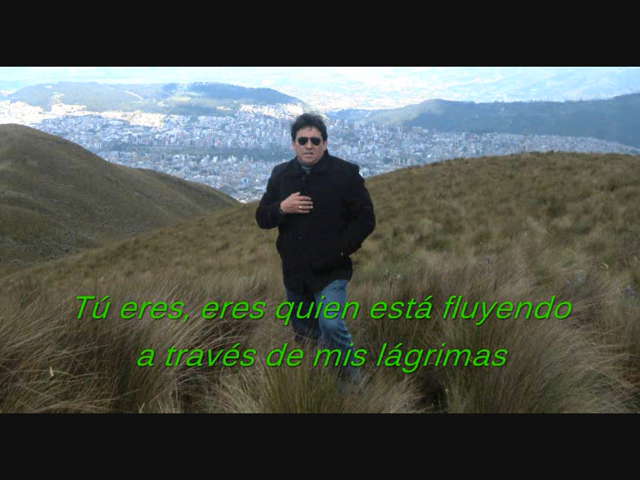 Tú eres, eres quien está fluyendo
a través de mis lágrimas